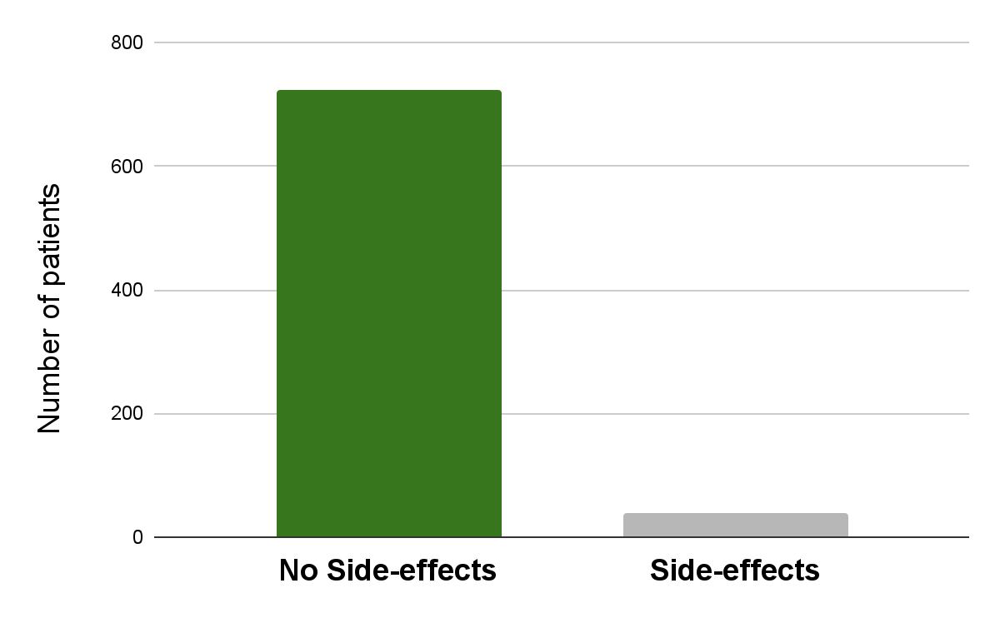 Number of patients
800
600
400
200
0
No Side-effects
Side-effects